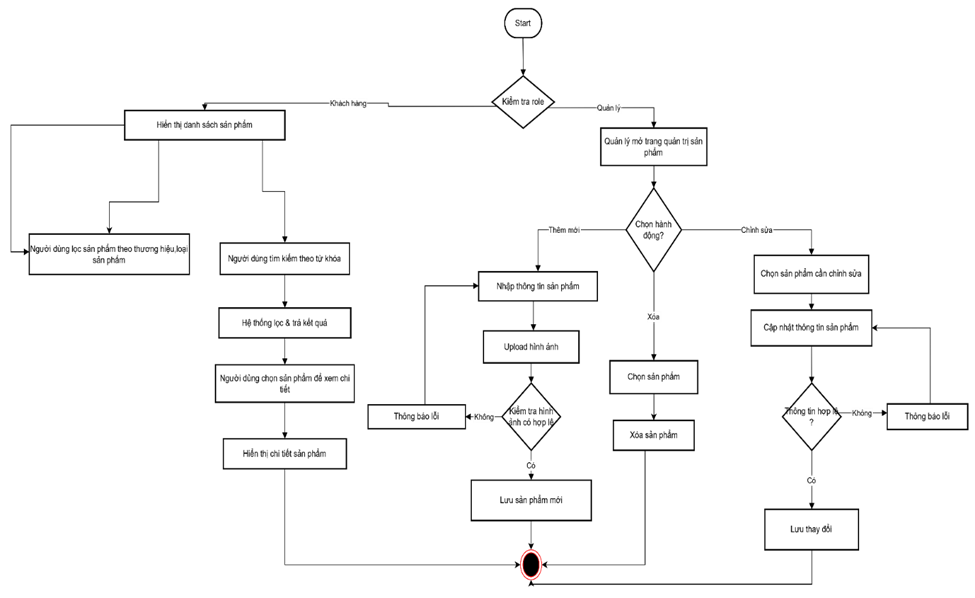 Start
Kiểm tra role
Khách hàng
Quản lý
Hiển thị danh sách sản phẩm
Quản lý mở trang quản trị sản
phẩm
Chọn hành
động?
Thêm mới
Chỉnh sửa
Xóa
Người dùng lọc sản phẩm theo thương hiệu,loại
sản phẩm
Người dùng tìm kiếm theo từ khóa
Hệ thống lọc & trả kết quả
Người dùng chọn sản phẩm để xem chi
tiết
Hiển thị chi tiết sản phẩm
Nhập thông tin sản phẩm
Upload hình ảnh
Kiểm tra hình
ảnh có hợp lệ
Không
Thông báo lỗi
Có
Lưu sản phẩm mới
Chọn sản phẩm
Xóa sản phẩm
Chọn sản phẩm cần chỉnh sửa
Cập nhật thông tin sản phẩm
Thông tin hợp lệ
?
Không
Thông báo lỗi
Có
Lưu thay đổi